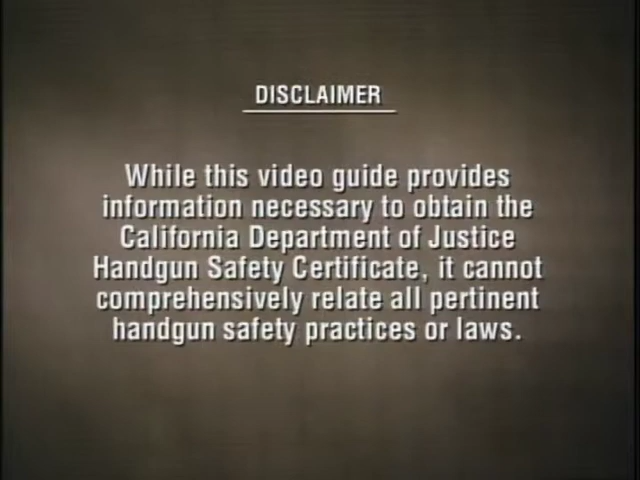 DISCLAIMER
While this video guide provides
information necessary to obtain the
California Department of Justice
Handgun Safety Certificate, it cannot
comprehensively relate all pertinent
handgun safety practices or laws.